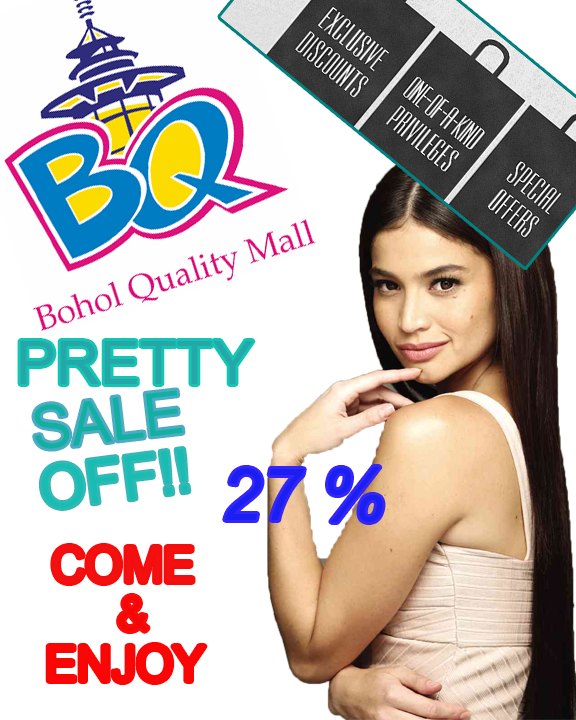 BQ
Bohol Quality Mall
EXCLUSIVE
DISCOUNTS
ONE-OF-A-KIND
PRIVILEGES
SPECIAL
OFFERS
PRETTY
SALE
OFF!!
27 %
COME
&
ENJOY